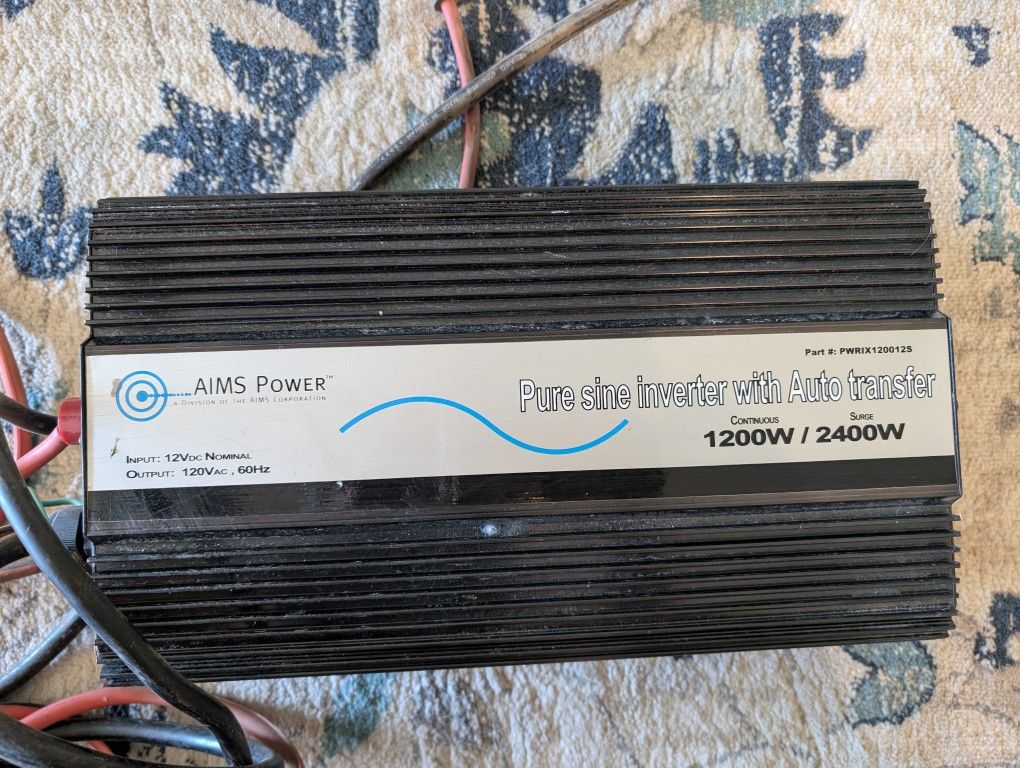 Part #: PWRIX120012S
AIMS POWER™
A DIVISION OF THE AIMS CORPORATION
Pure sine inverter with Auto transfer
CONTINUOUS SURGE
1200W / 2400W
INPUT: 12VDC NOMINAL
OUTPUT: 120VAC , 60HZ